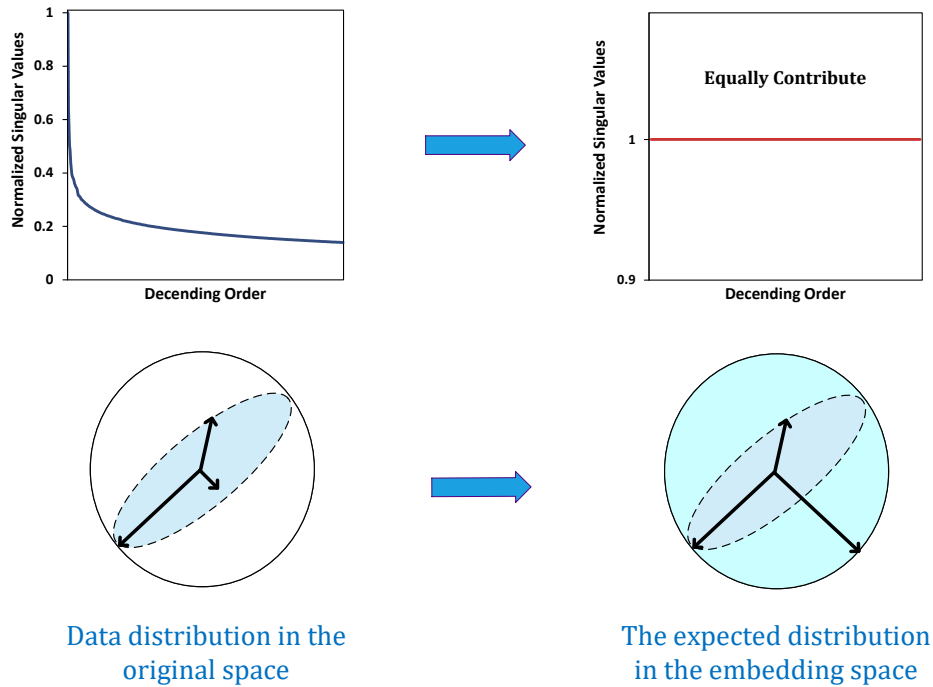 Normalized Singular Values
1
0.8
0.6
0.4
0.2
0
Decending Order
Normalized Singular Values
Equally Contribute
1
0.9
Decending Order
Data distribution in the
original space
The expected distribution
in the embedding space